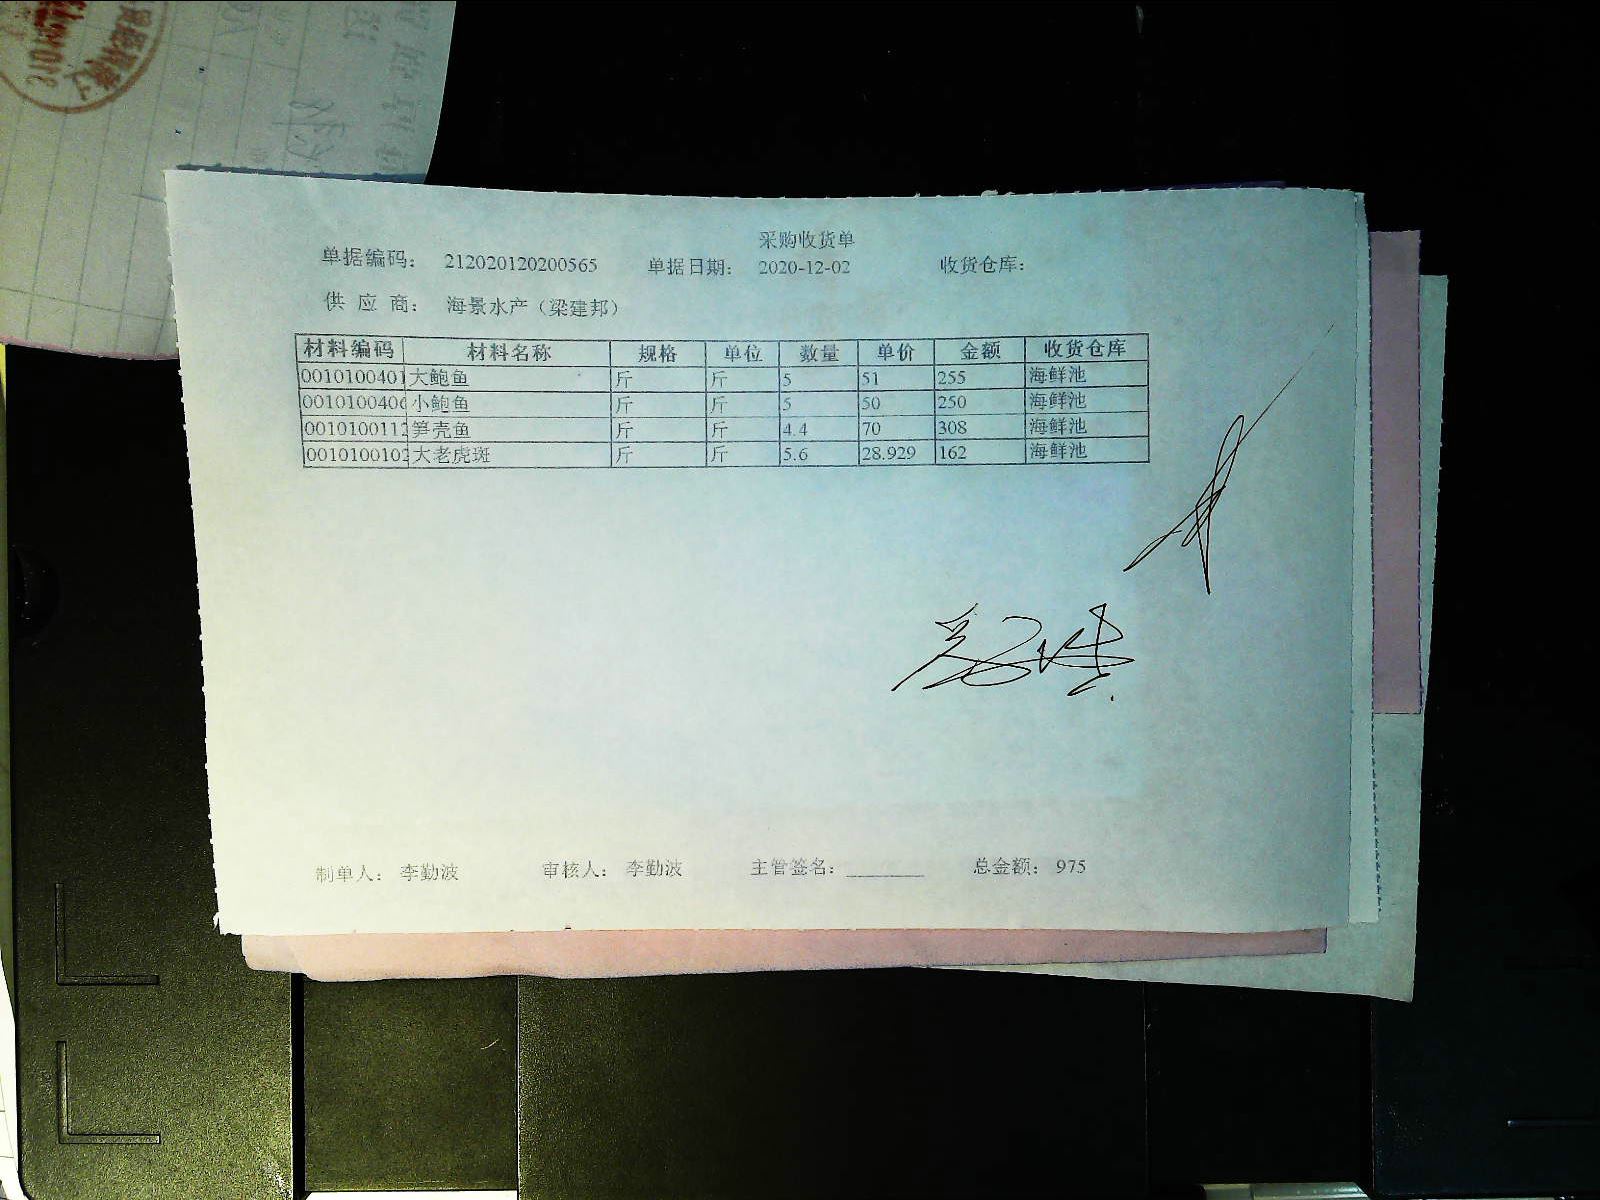 采购收货单
单据编码： 212020120200565 单据日期： 2020-12-02 收货仓库：
供 应 商： 海景水产（梁建邦）
材料编码 材料名称 规格 单位 数量 单价 金额 收货仓库
0010100401 大鲍鱼 斤 斤 5 51 255 海鲜池
001010040 小鲍鱼 斤 斤 5 50 250 海鲜池
001010011 笋壳鱼 斤 斤 4.4 70 308 海鲜池
001010010 大老虎斑 斤 斤 5.6 28.929 162 海鲜池
制单人： 李勤波 审核人： 李勤波 主管签名： 总金额： 975